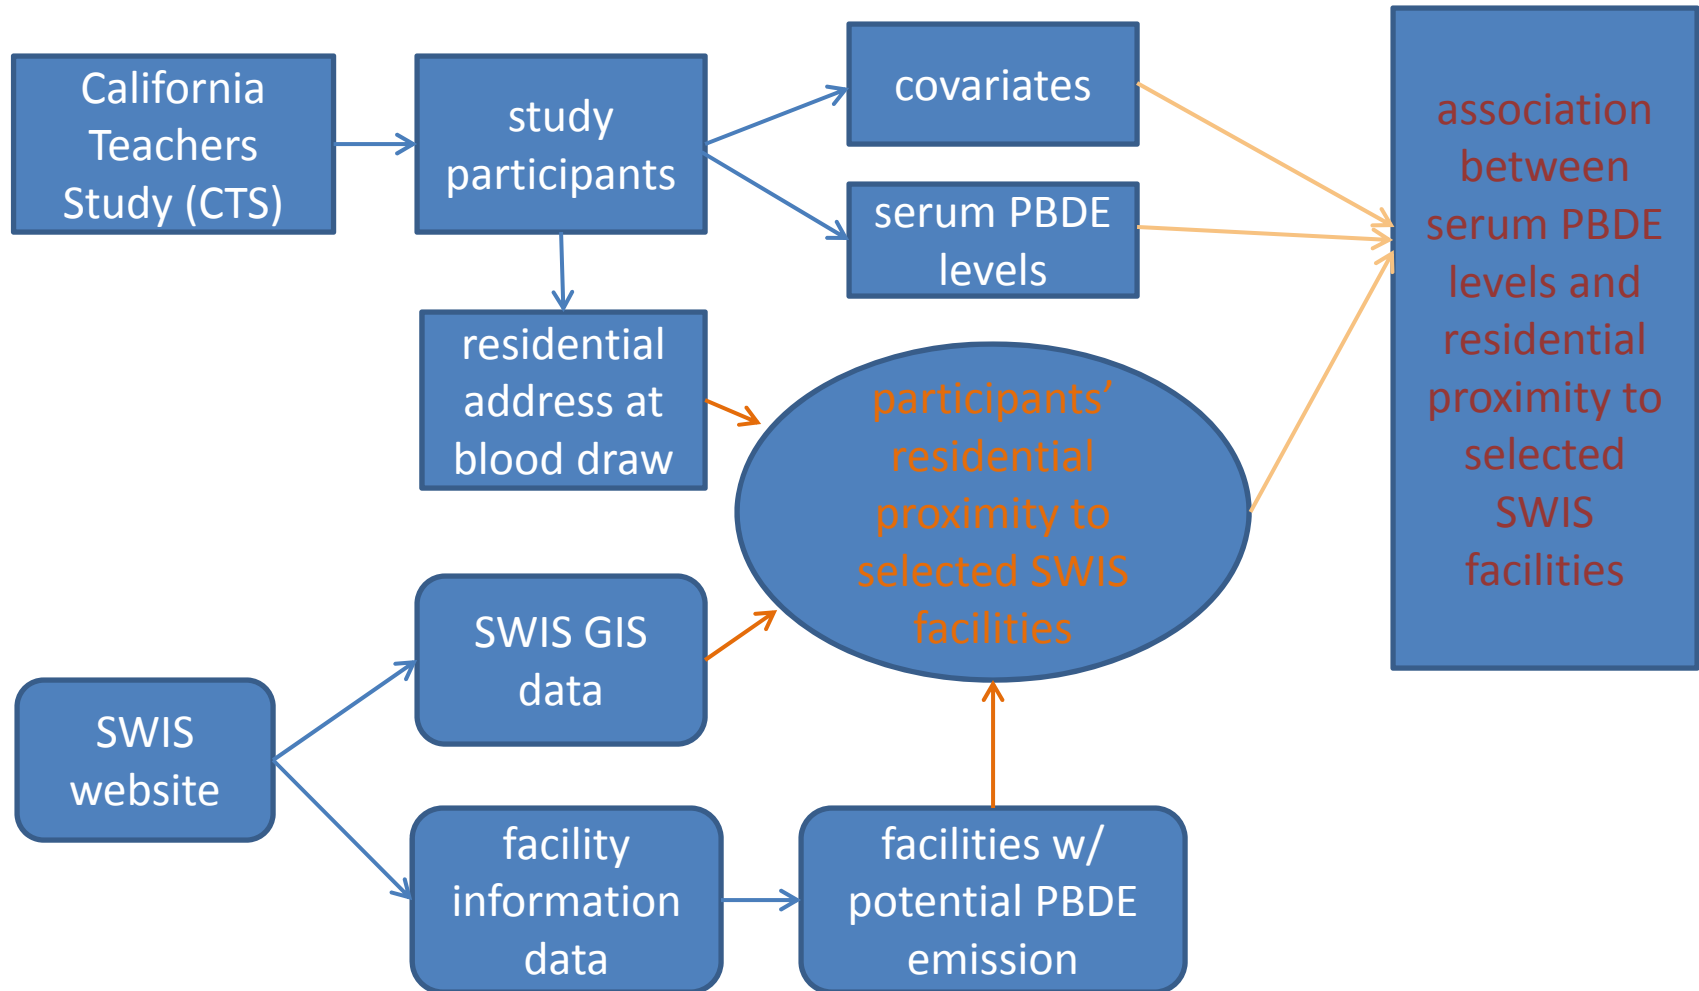 California
Teachers
Study (CTS)
study
participants
covariates
serum PBDE
levels
association
between
serum PBDE
levels and
residential
proximity to
selected
SWIS
facilities
residential
address at
blood draw
participants’
residential
proximity to
selected SWIS
facilities
SWIS GIS
data
SWIS
website
facility
information
data
facilities w/
potential PBDE
emission